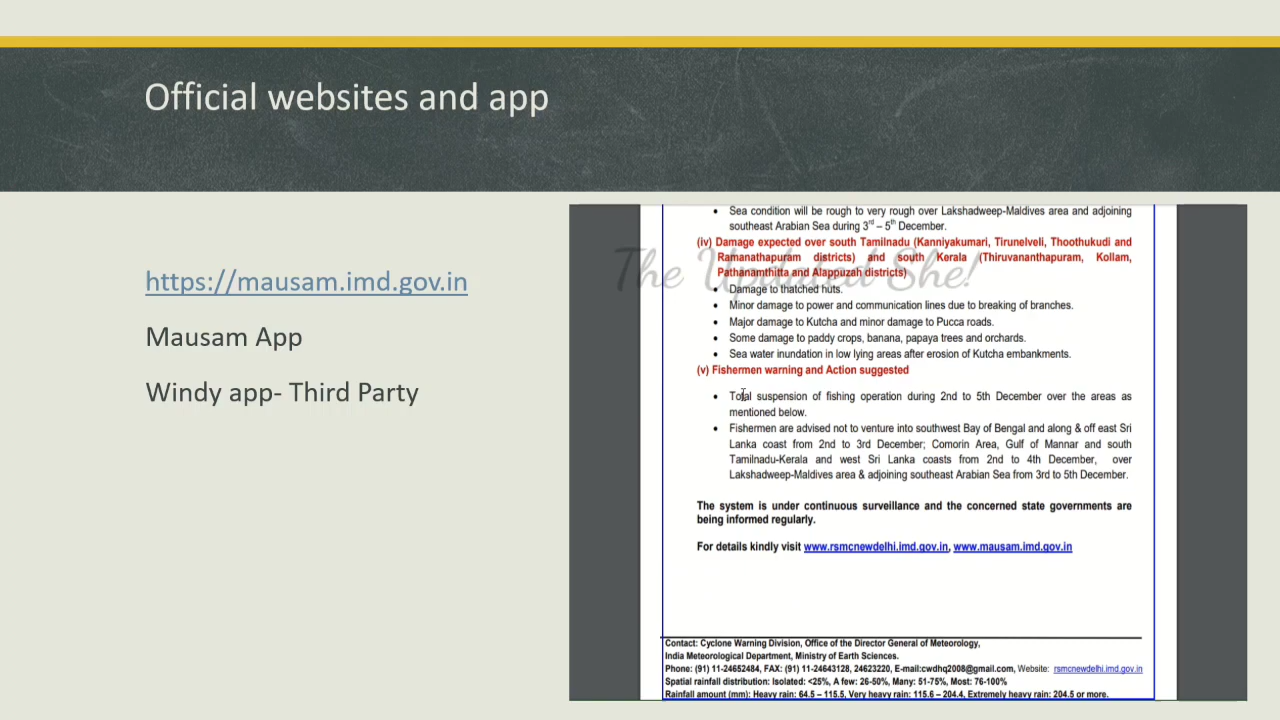 Official websites and app
https://mausam.imd.gov.in
Mausam App
Windy app- Third Party
• Sea condition will be rough to very rough over Lakshadweep-Maldives area and adjoining
southeast Arabian Sea during 3rd – 5th December.
(iv) Damage expected over south Tamilnadu (Kanniyakumari, Tirunelveli, Thoothukudi and
Ramanathapuram districts) and south Kerala (Thiruvananthapuram, Kollam,
Pathanamthitta and Alappuzah districts)
The Updated She!
• Damage to thatched huts.
• Minor damage to power and communication lines due to breaking of branches.
• Major damage to Kutcha and minor damage to Pucca roads.
• Some damage to paddy crops, banana, papaya trees and orchards.
• Sea water inundation in low lying areas after erosion of Kutcha embankments.
(v) Fishermen warning and Action suggested
• Total suspension of fishing operation during 2nd to 5th December over the areas as
mentioned below.
• Fishermen are advised not to venture into southwest Bay of Bengal and along & off east Sri
Lanka coast from 2nd to 3rd December; Comorin Area, Gulf of Mannar and south
Tamilnadu-Kerala and west Sri Lanka coasts from 2nd to 4th December, over
Lakshadweep-Maldives area & adjoining southeast Arabian Sea from 3rd to 5th December.
The system is under continuous surveillance and the concerned state governments are
being informed regularly.
For details kindly visit www.rsmcnewdelhi.imd.gov.in, www.mausam.imd.gov.in
Contact: Cyclone Warning Division, Office of the Director General of Meteorology,
India Meteorological Department, Ministry of Earth Sciences.
Phone: (91) 11-24652484, FAX: (91) 11-24643128, 24623220, E-mail:cwdhq2008@gmail.com, Website: rsmcnewdelhi.imd.gov.in
Spatial rainfall distribution: Isolated: <25%, A few: 26-50%, Many: 51-75%, Most: 76-100%
Rainfall amount (mm): Heavy rain: 64.5 – 115.5, Very heavy rain: 115.6 – 204.4, Extremely heavy rain: 204.5 or more.